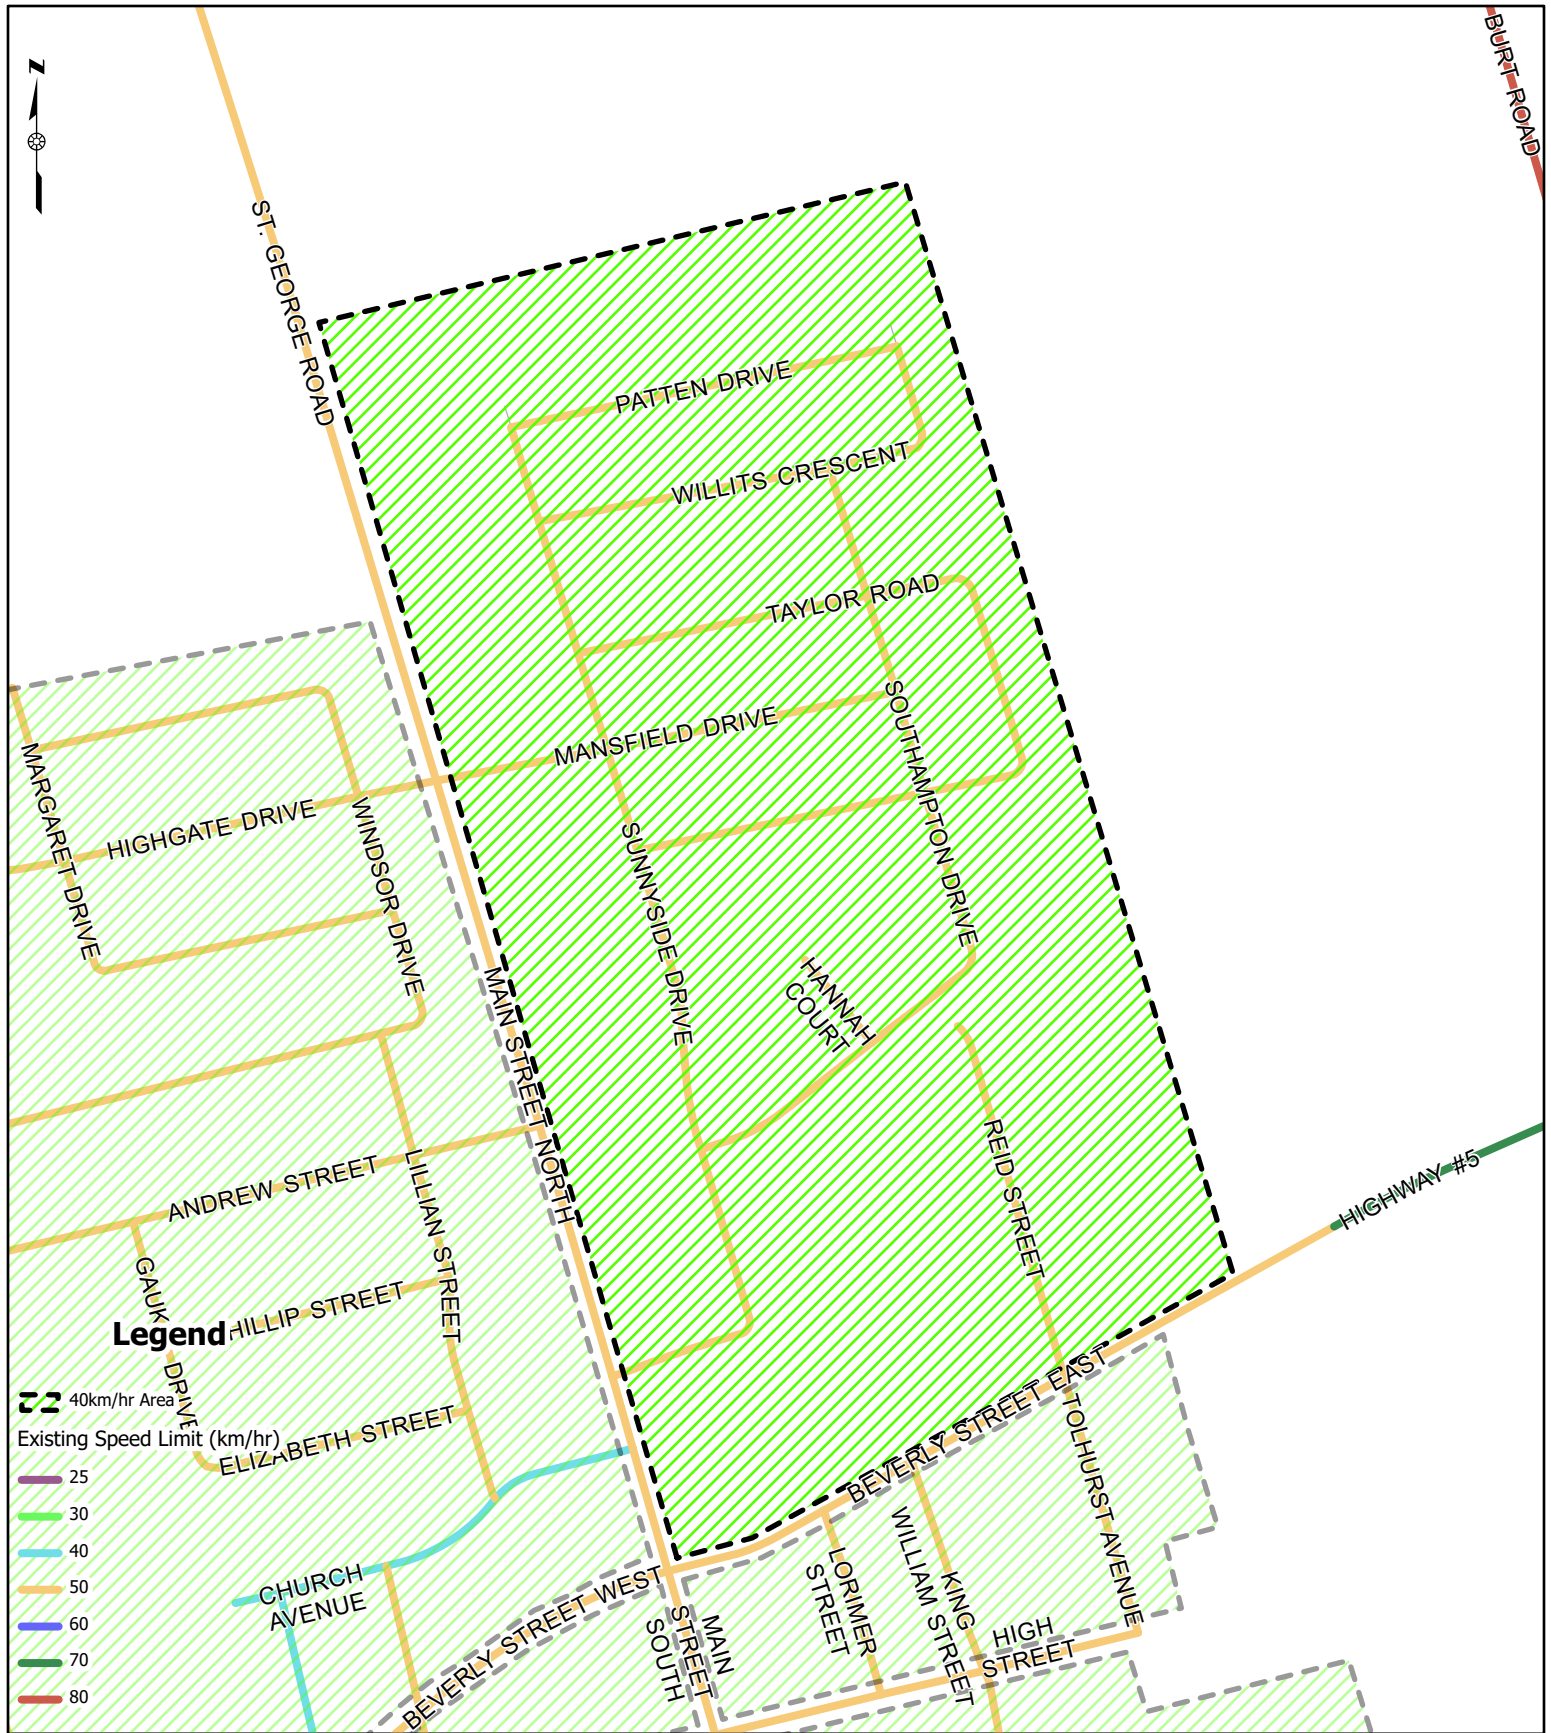 BURT ROAD
N
ST. GEORGE ROAD
PATTEN DRIVE
WILLITS CRESCENT
TAYLOR ROAD
MANSFIELD DRIVE
SOUTHAMPTON DRIVE
MARGARET DRIVE
HIGHGATE DRIVE
WINDSOR DRIVE
SUNNYSIDE DRIVE
HANNAH
COURT
MAIN STREET NORTH
REID STREET
HIGHWAY #5
ANDREW STREET
LILLIAN STREET
GAUKEL DRIVE
HILLIP STREET
ELIZABETH STREET
BEVERLY STREET EAST
TOLHURST AVENUE
CHURCH
AVENUE
BEVERLY STREET WEST
MAIN
STREET
SOUTH
LORIMER
STREET
KING
WILLIAM STREET
HIGH
STREET
Legend
40km/hr Area
Existing Speed Limit (km/hr)
25
30
40
50
60
70
80